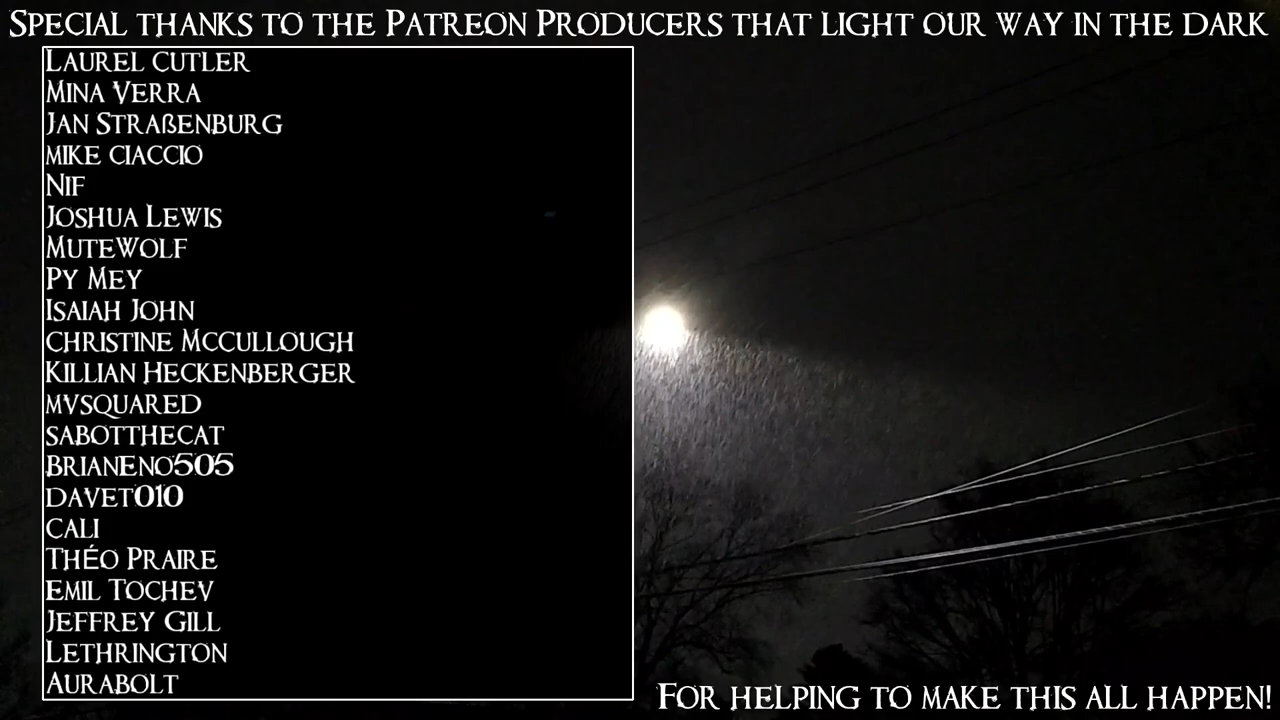 Special thanks to the Patreon Producers that light our way in the dark
Laurel Cutler
Mina Verra
Jan Straßenburg
mike ciaccio
Nif
Joshua Lewis
MuteWolf
Py Mey
Isaiah John
christine Mccullough
Killian Heckenberger
mvsquared
sabotthecat
Brianeno505
davet010
cali
Théo Praire
Emil Tochev
Jeffrey Gill
Lethrington
Aurabolt
For helping to make this all happen!